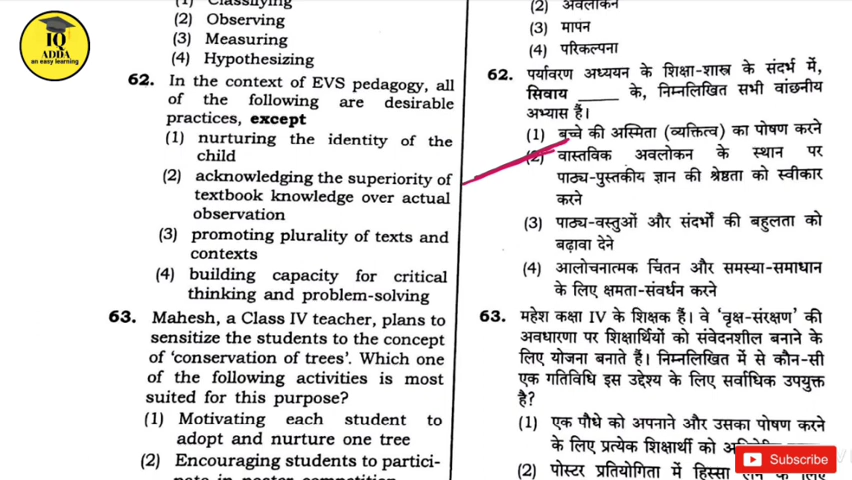 IQ
ADDA
an easy learning
(1) Classifying
(2) Observing
(3) Measuring
(4) Hypothesizing
62. In the context of EVS pedagogy, all
of the following are desirable
practices, except
(1) nurturing the identity of the
child
(2) acknowledging the superiority of
textbook knowledge over actual
observation
(3) promoting plurality of texts and
contexts
(4) building capacity for critical
thinking and problem-solving
63. Mahesh, a Class IV teacher, plans to
sensitize the students to the concept
of 'conservation of trees'. Which one
of the following activities is most
suited for this purpose?
(1) Motivating each student to
adopt and nurture one tree
(2) Encouraging students to partici-
pate in poster competition
(2) अवलोकन
(3) मापन
(4) परिकल्पना
62. पर्यावरण अध्ययन के शिक्षा-शास्त्र के संदर्भ में,
सिवाय _____ के, निम्नलिखित सभी वांछनीय
अभ्यास हैं।
(1) बच्चे की अस्मिता (व्यक्तित्व) का पोषण करने
(2) वास्तविक अवलोकन के स्थान पर
पाठ्य-पुस्तकीय ज्ञान की श्रेष्ठता को स्वीकार
करने
(3) पाठ्य-वस्तुओं और संदर्भों की बहुलता को
बढ़ावा देने
(4) आलोचनात्मक चिंतन और समस्या-समाधान
के लिए क्षमता-संवर्धन करने
63. महेश कक्षा IV के शिक्षक हैं। वे 'वृक्ष-संरक्षण' की
अवधारणा पर शिक्षार्थियों को संवेदनशील बनाने के
लिए योजना बनाते हैं। निम्नलिखित में से कौन-सी
एक गतिविधि इस उद्देश्य के लिए सर्वाधिक उपयुक्त
है?
(1) एक पौधे को अपनाने और उसका पोषण करने
के लिए प्रत्येक शिक्षार्थी को
(2) पोस्टर प्रतियोगिता में हिस्सा लेने के लिए
Subscribe